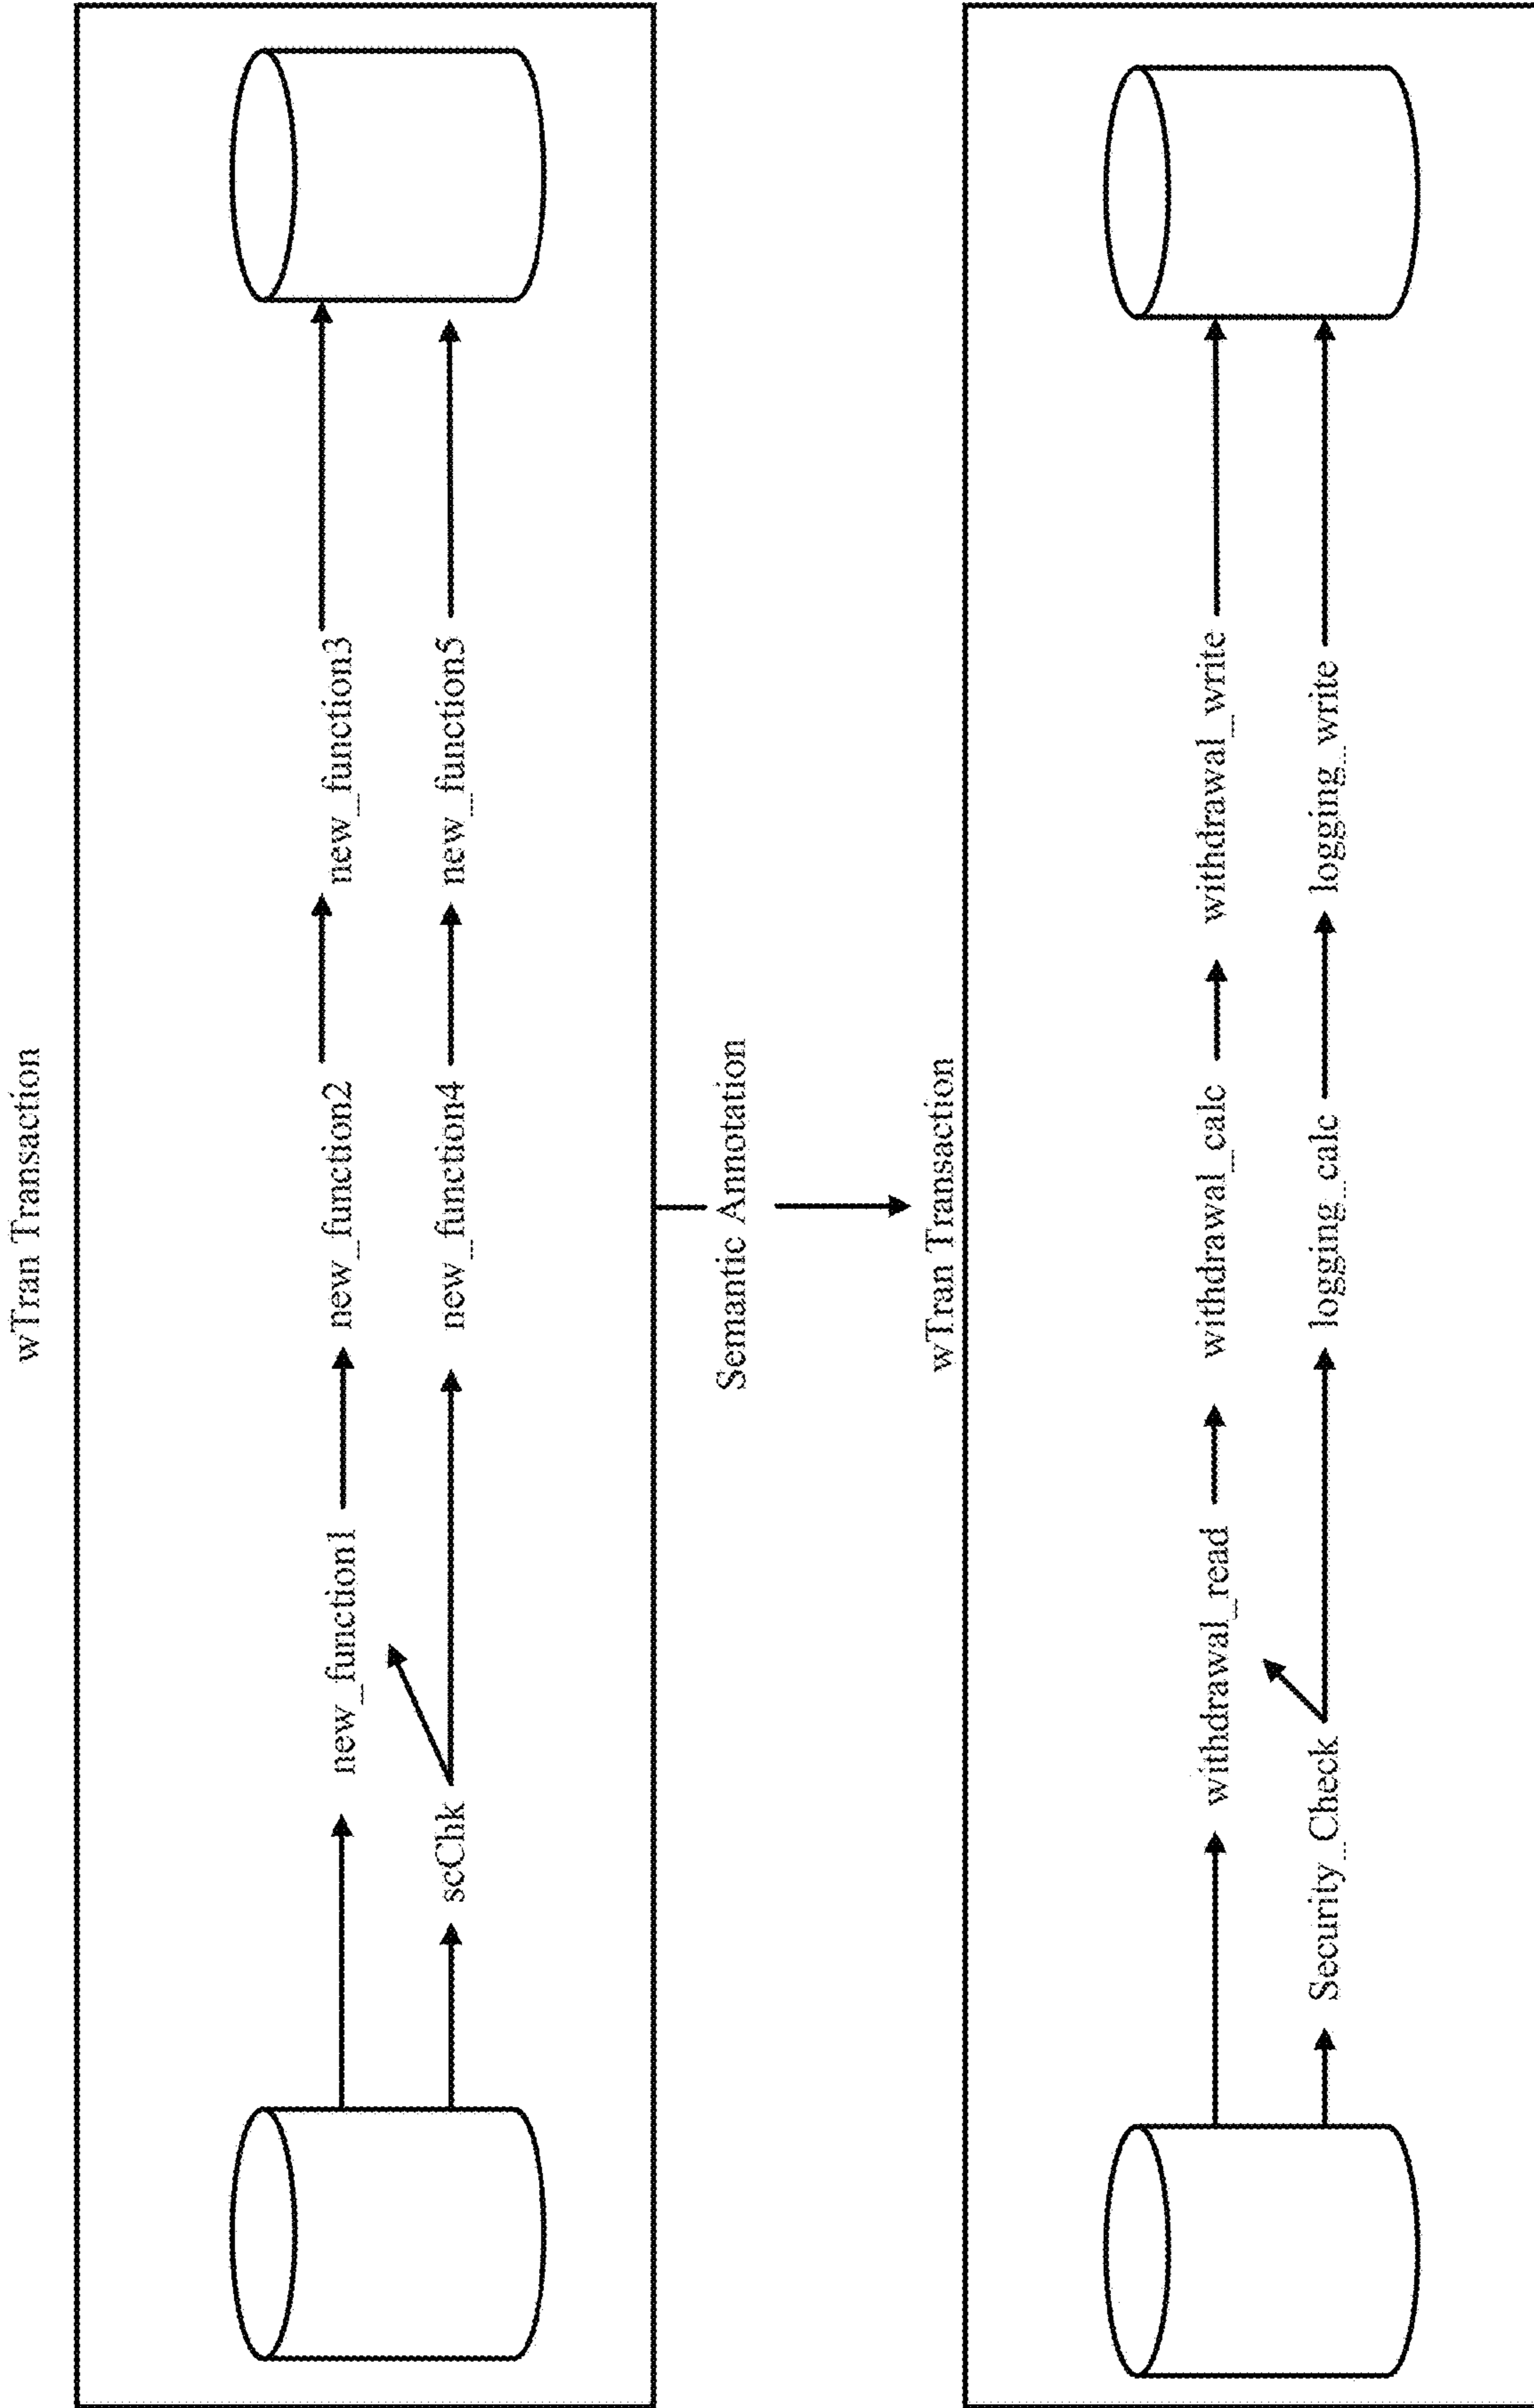 wTran Transaction
new_function1
new_function2
new_function3
scChk
new_function4
new_function5
Semantic Annotation
wTran Transaction
withdrawal_read
withdrawal_calc
withdrawal_write
Security_Check
logging_calc
logging_write